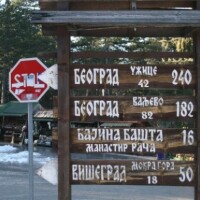 STOP
БЕОГРАД УЖИЦЕ 42 240
БЕОГРАД ВАЉЕВО 82 182
БАЈИНА БАШТА 16
МАНАСТИР РАЧА
ВИШЕГРАД МОКРА ГОРА 18 50